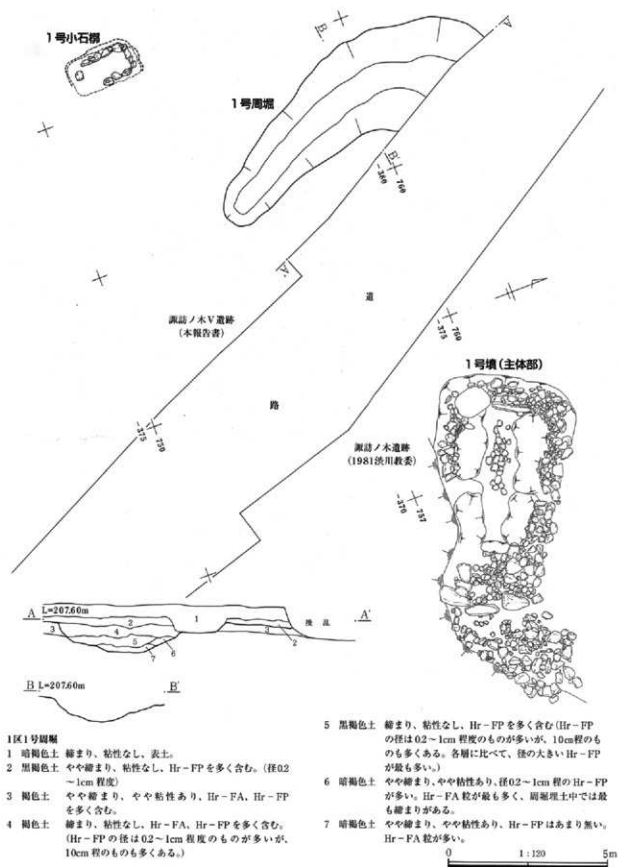 1号小石槨
1号周堀
B
A'
B'
-380
760
A
諏訪ノ木V遺跡
(本報告書)
道
路
-375
760
1号墳(主体部)
-375
750
諏訪ノ木遺跡
(1981渋川教委)
-370
757
A L=207.60m A'
1
2
3
4
5
6
7
2
3
撹乱
B L=207.60m B'
1区1号周堀
1 暗褐色土 締まり、粘性なし、表土。
2 黒褐色土 やや締まり、粘性なし、Hr-FPを多く含む。(径0.2
~1cm程度)
3 褐色土 やや締まり、やや粘性あり、Hr-FA、Hr-FP
を多く含む。
4 褐色土 締まり、粘性なし、Hr-FA、Hr-FPを多く含む。
(Hr-FPの径は0.2~1cm程度のものが多いが、
10cm程のものも多くある。)
5 黒褐色土 締まり、粘性なし、Hr-FPを多く含む(Hr-FP
の径は0.2~1cm程度のものが多いが、10cm程のも
のも多くある。各層に比べて、径の大きいHr-FP
が最も多い。)
6 暗褐色土 やや締まり、やや粘性あり、径0.2~1cm程のHr-FP
が多い。Hr-FA粒が最も多く、周堀埋土中では最
も締まりがある。
7 暗褐色土 やや締まり、やや粘性あり、Hr-FPはあまり無い。
Hr-FA粒が多い。
0 1:120 5m